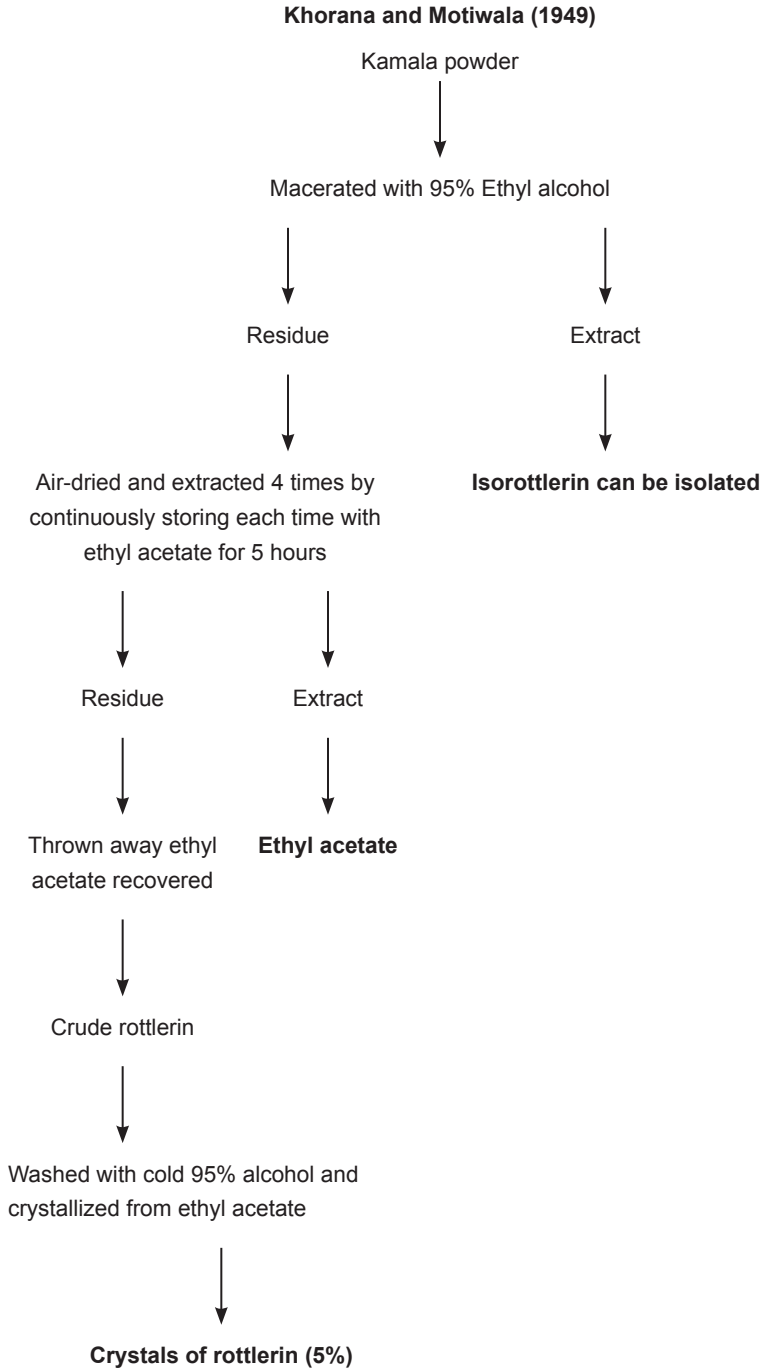 Khorana and Motiwala (1949)
Kamala powder
Macerated with 95% Ethyl alcohol
Residue
Extract
Air-dried and extracted 4 times by
continuously storing each time with
ethyl acetate for 5 hours
Isorottlerin can be isolated
Residue
Extract
Thrown away ethyl
acetate recovered
Ethyl acetate
Crude rottlerin
Washed with cold 95% alcohol and
crystallized from ethyl acetate
Crystals of rottlerin (5%)